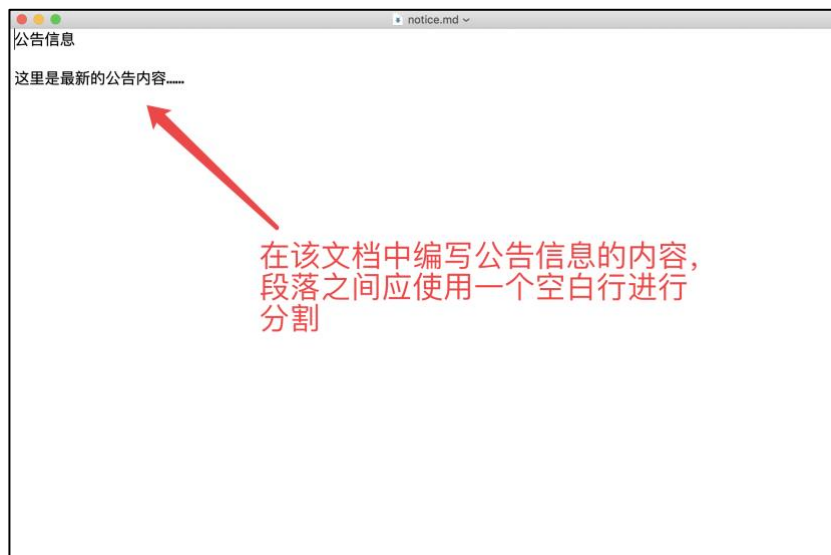 notice.md
公告信息
这里是最新的公告内容……
在该文档中编写公告信息的内容，
段落之间应使用一个空白行进行
分割